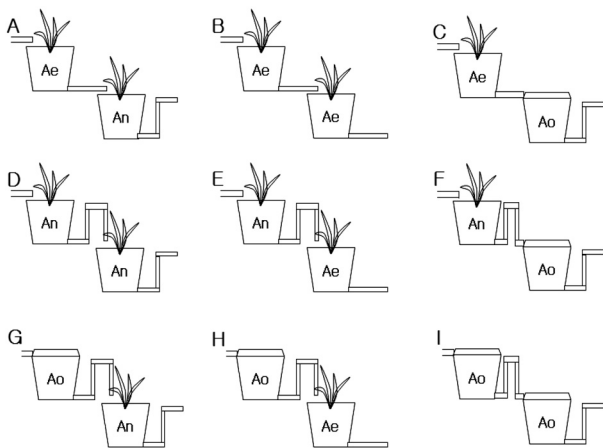 A B C
Ae Ae Ae
An Ae Ao
D E F
An An An
An Ae Ao
G H I
Ao Ao Ao
An Ae Ao